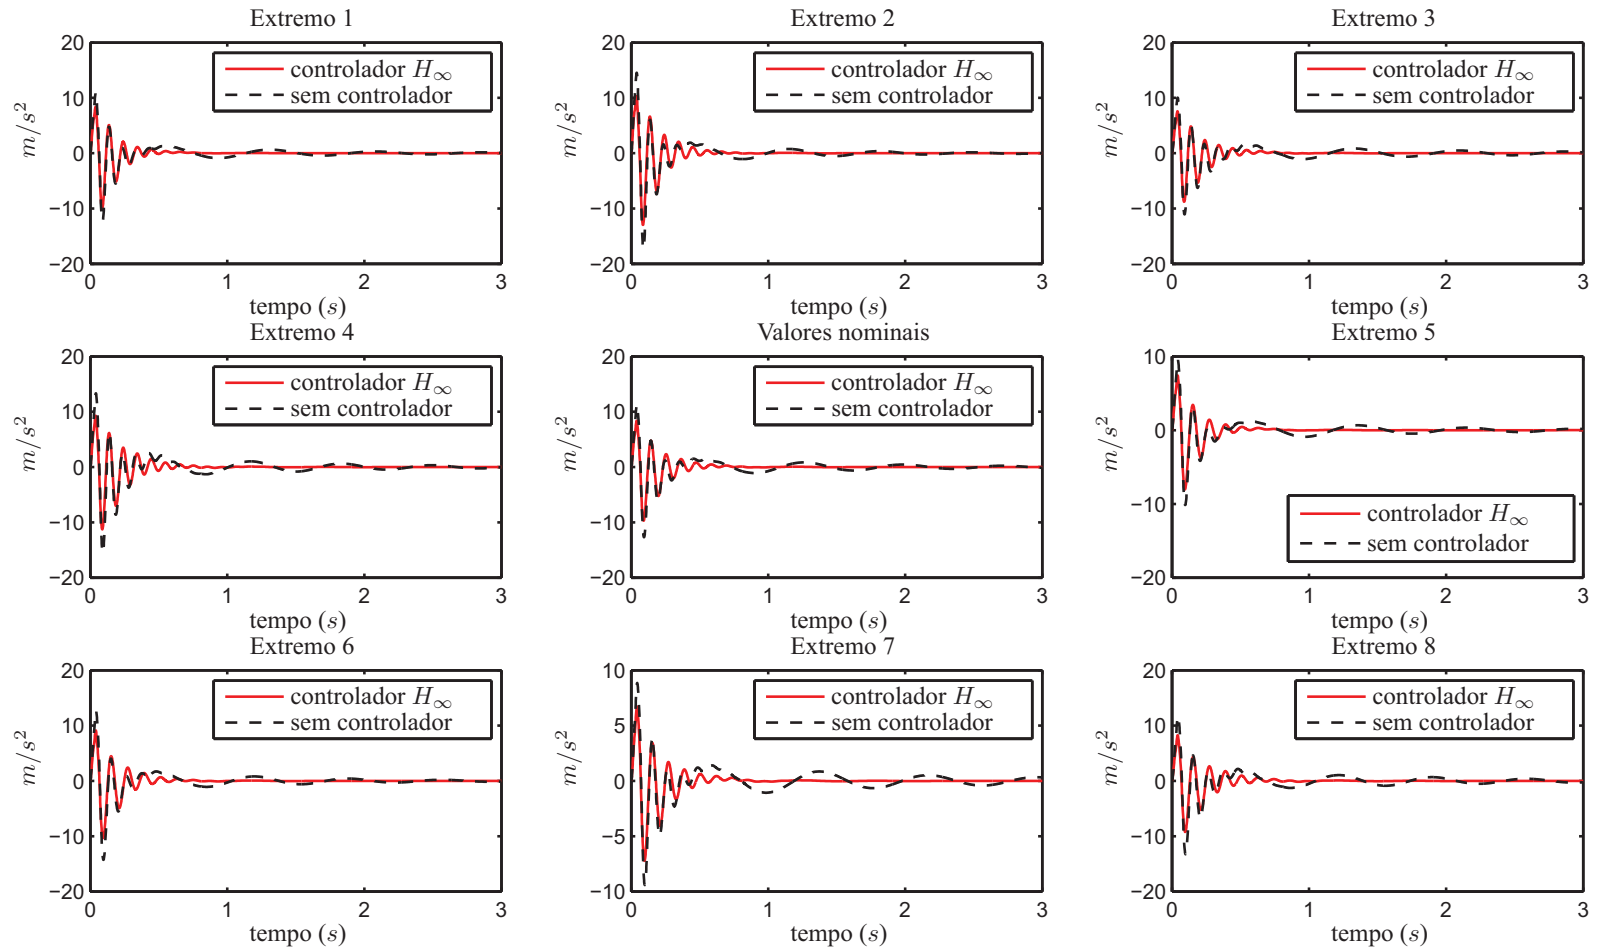 Extremo 1
20
10
0
−10
−20
m/s²
controlador H∞
sem controlador
0 1 2 3
tempo (s)
Extremo 2
20
10
0
−10
−20
m/s²
controlador H∞
sem controlador
0 1 2 3
tempo (s)
Extremo 3
20
10
0
−10
−20
m/s²
controlador H∞
sem controlador
0 1 2 3
tempo (s)
Extremo 4
20
10
0
−10
−20
m/s²
controlador H∞
sem controlador
0 1 2 3
tempo (s)
Valores nominais
20
10
0
−10
−20
m/s²
controlador H∞
sem controlador
0 1 2 3
tempo (s)
Extremo 5
10
0
−10
−20
m/s²
controlador H∞
sem controlador
0 1 2 3
tempo (s)
Extremo 6
20
10
0
−10
−20
m/s²
controlador H∞
sem controlador
0 1 2 3
tempo (s)
Extremo 7
10
5
0
−5
−10
m/s²
controlador H∞
sem controlador
0 1 2 3
tempo (s)
Extremo 8
20
10
0
−10
−20
m/s²
controlador H∞
sem controlador
0 1 2 3
tempo (s)